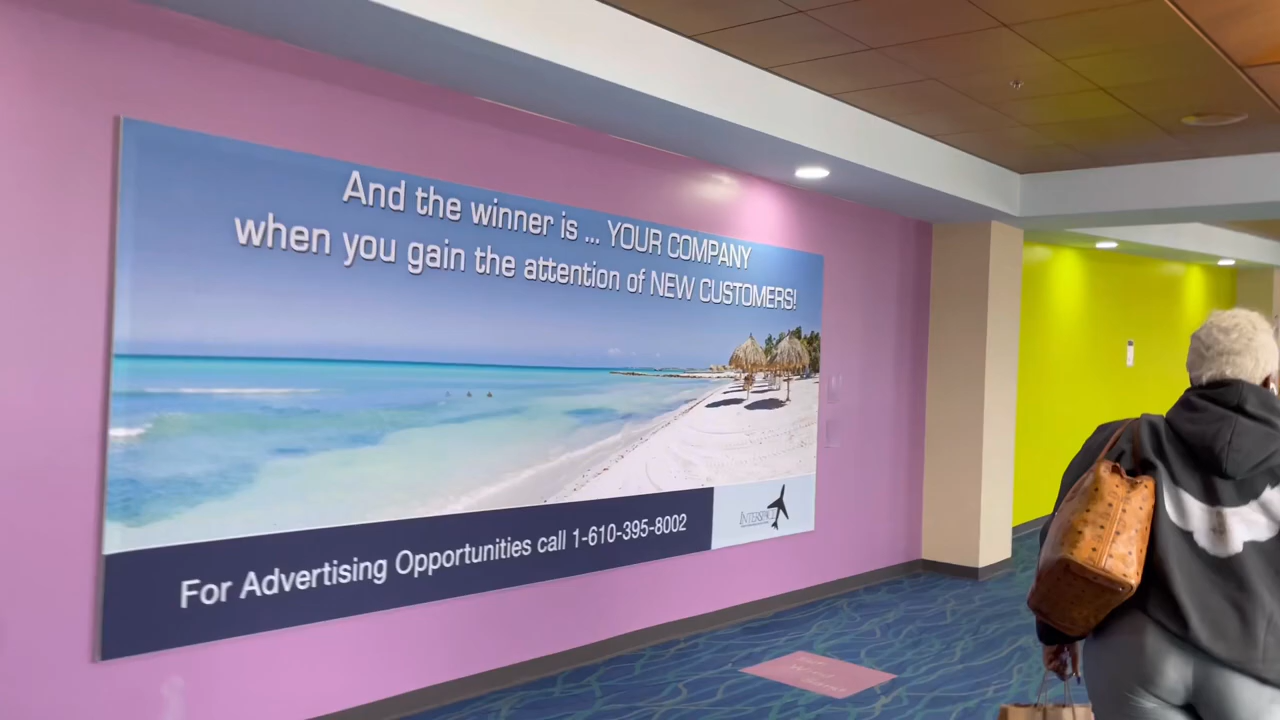 And the winner is ... YOUR COMPANY
when you gain the attention of NEW CUSTOMERS!
For Advertising Opportunities call 1-610-395-8002
INTERSPACE